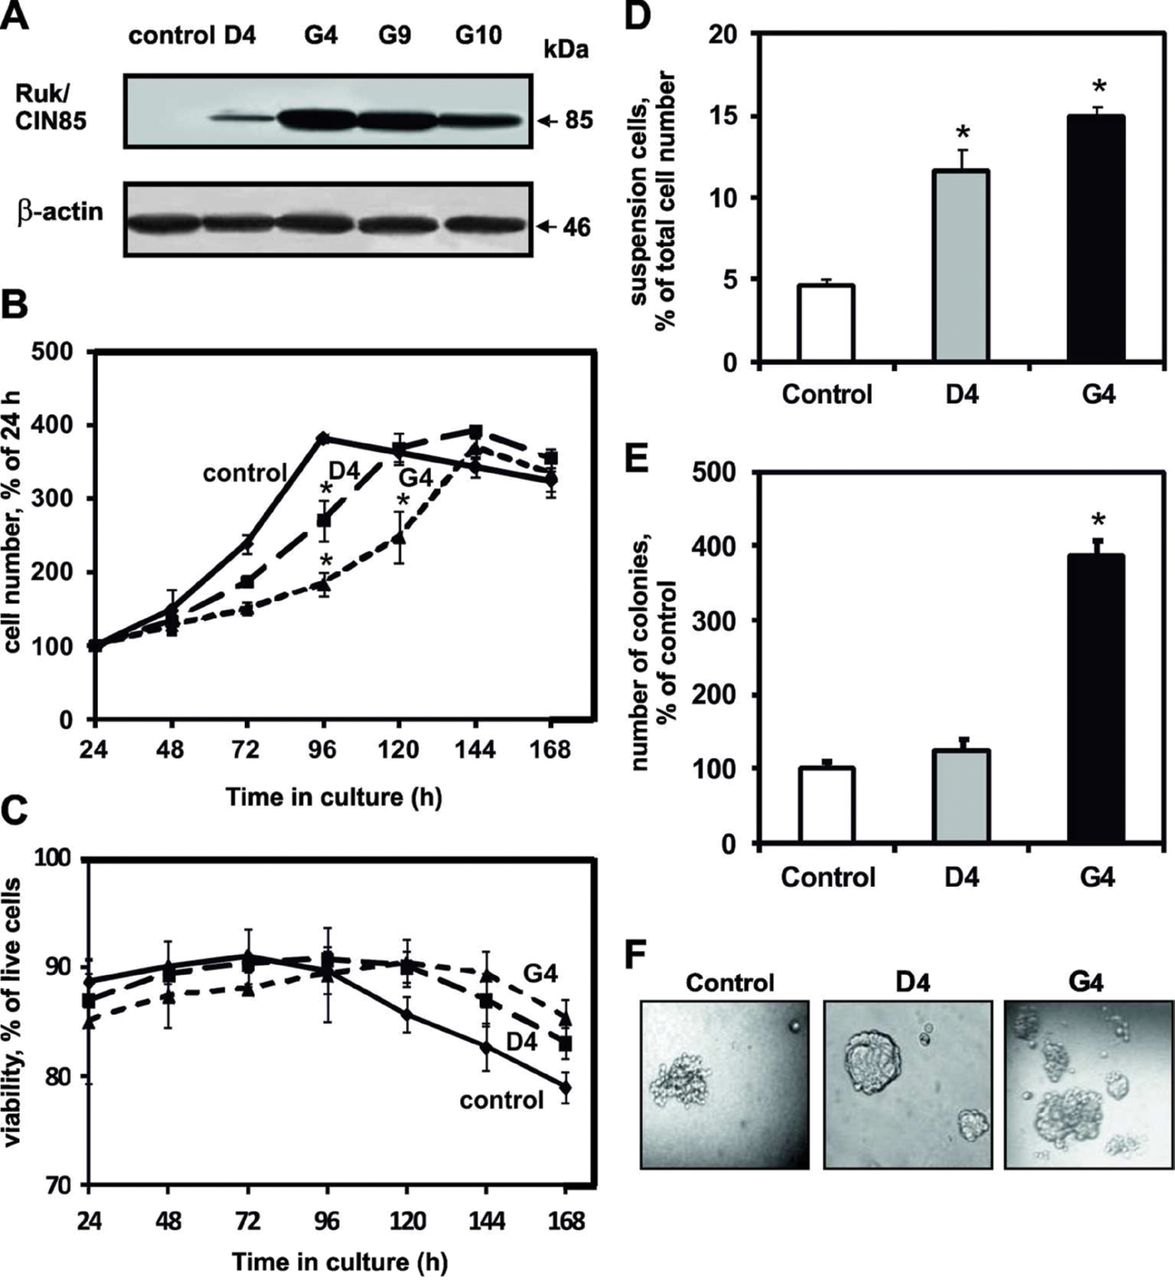 A
control D4 G4 G9 G10
kDa
Ruk/
CIN85
← 85
β-actin
← 46
B
cell number, % of 24 h
500
400
300
200
100
0
control
D4
G4
*
*
*
24 48 72 96 120 144 168
Time in culture (h)
C
viability, % of live cells
100
90
80
70
G4
D4
control
24 48 72 96 120 144 168
Time in culture (h)
D
suspension cells,
% of total cell number
20
15
10
5
0
*
*
Control D4 G4
E
number of colonies,
% of control
500
400
300
200
100
0
*
Control D4 G4
F
Control D4 G4